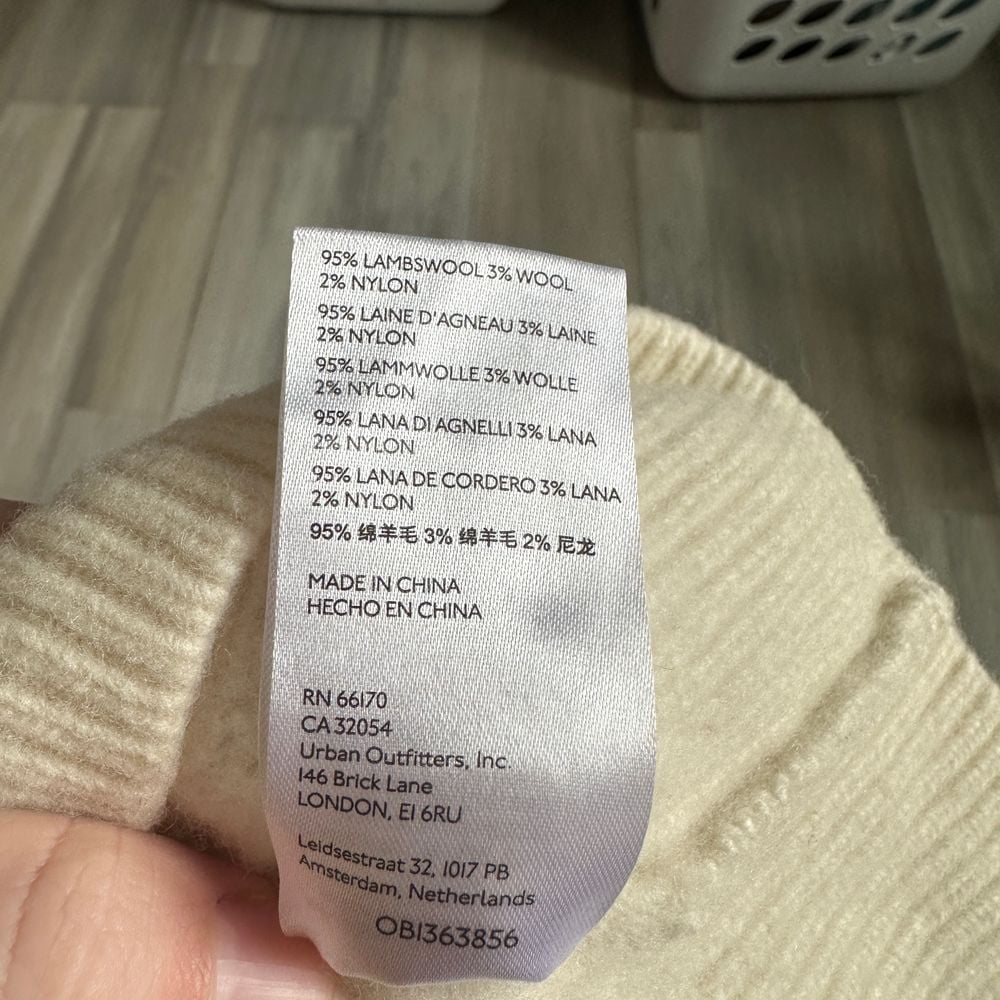 95% LAMBSWOOL 3% WOOL
2% NYLON
95% LAINE D'AGNEAU 3% LAINE
2% NYLON
95% LAMMWOLLE 3% WOLLE
2% NYLON
95% LANA DI AGNELLI 3% LANA
2% NYLON
95% LANA DE CORDERO 3% LANA
2% NYLON
95% 绵羊毛 3% 绵羊毛 2% 尼龙
MADE IN CHINA
HECHO EN CHINA
RN 66170
CA 32054
Urban Outfitters, Inc.
146 Brick Lane
LONDON, E1 6RU
Leidsestraat 32, 1017 PB
Amsterdam, Netherlands
OB1363856